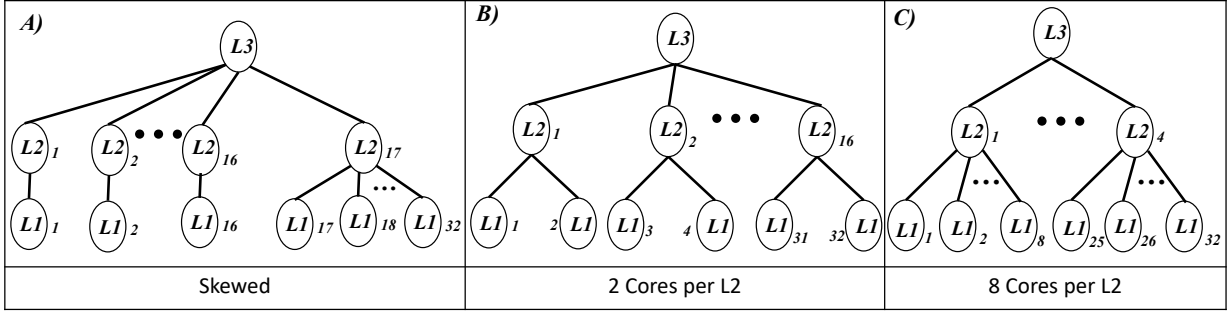 A)
L3
L2 1 L2 2 ••• L2 16 L2 17
L1 1 L1 2 L1 16 L1 17 L1 18 ... L1 32
Skewed
B)
L3
L2 1 L2 2 ••• L2 16
L1 1 2 L1 L1 3 4 L1 L1 31 32 L1
2 Cores per L2
C)
L3
L2 1 ••• L2 4
... ...
L1 1 L1 2 L1 8 L1 25 L1 26 L1 32
8 Cores per L2